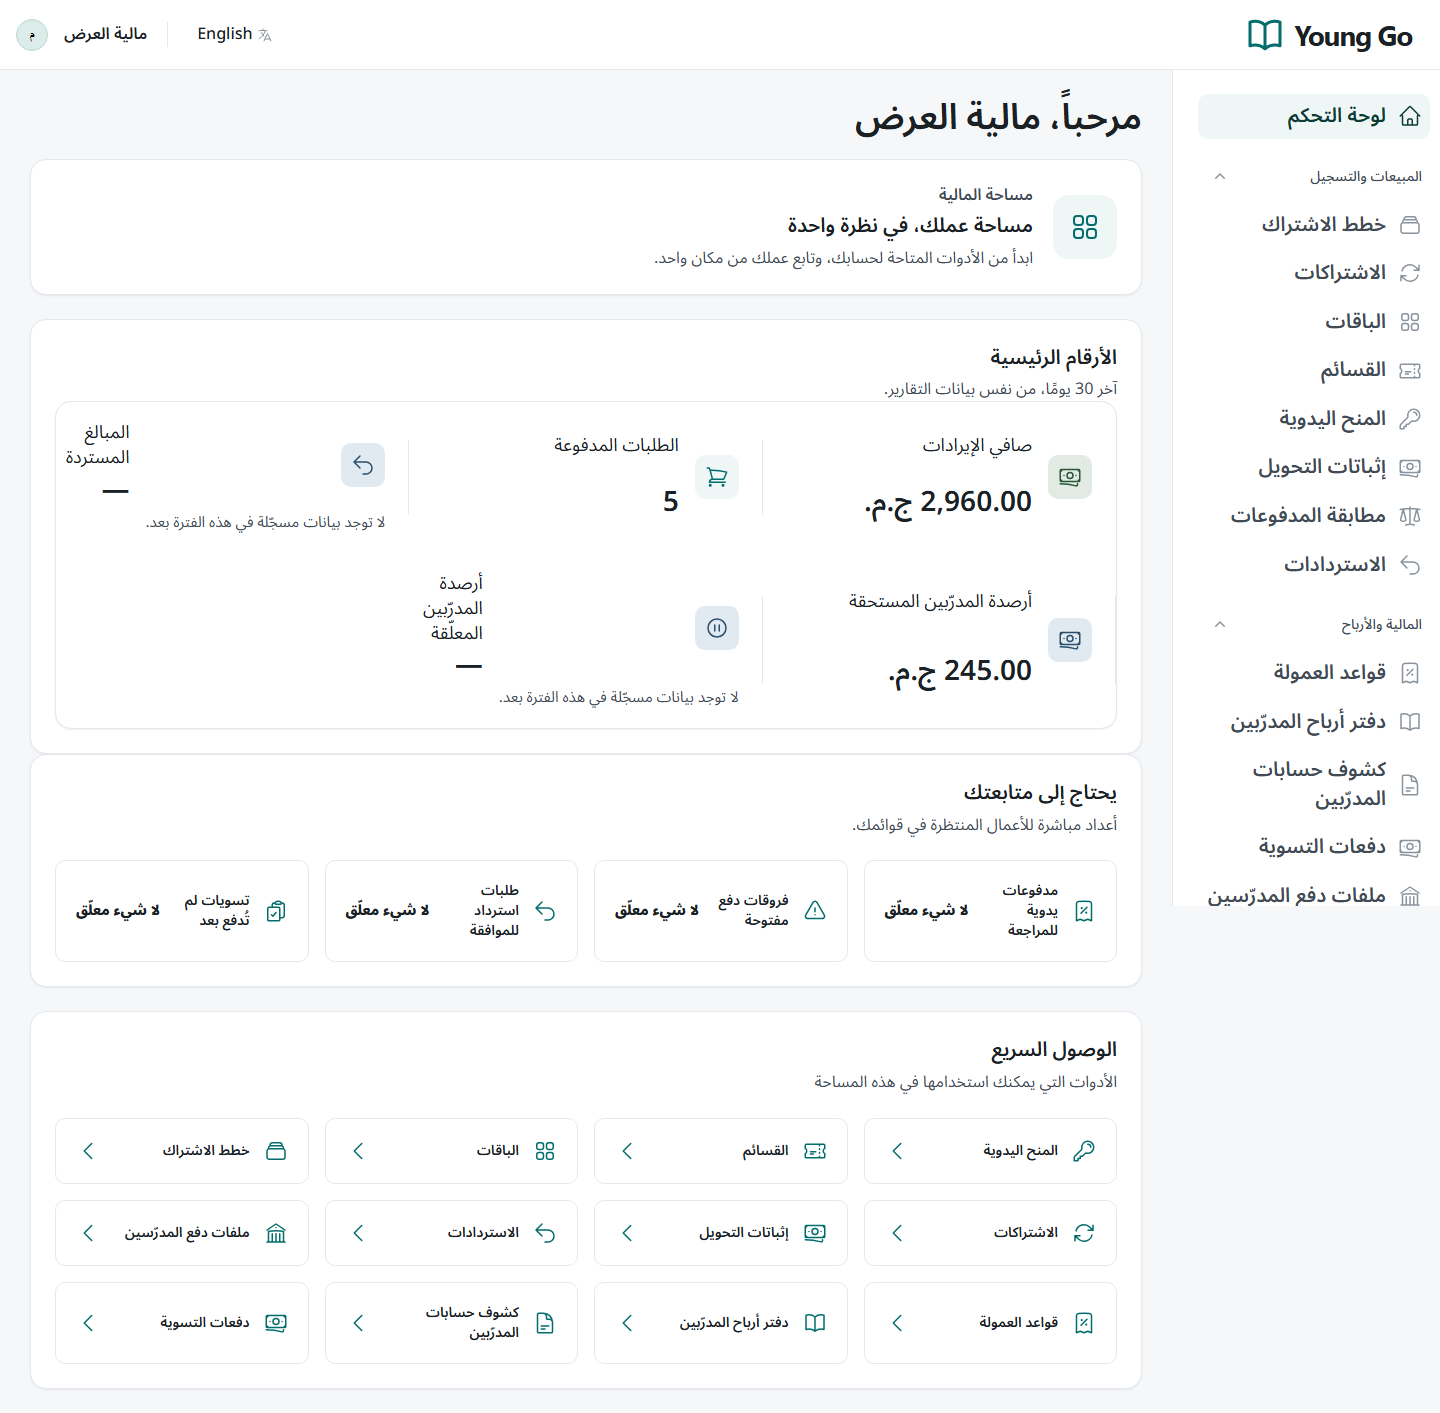 Young Go
English
مالية العرض
م
لوحة التحكم
المبيعات والتسجيل
خطط الاشتراك
الاشتراكات
الباقات
القسائم
المنح اليدوية
إثباتات التحويل
مطابقة المدفوعات
الاستردادات
المالية والأرباح
قواعد العمولة
دفتر أرباح المدرّبين
كشوف حسابات
المدرّبين
دفعات التسوية
ملفات دفع المدرّسين
مرحباً، مالية العرض
مساحة المالية
مساحة عملك، في نظرة واحدة
ابدأ من الأدوات المتاحة لحسابك، وتابع عملك من مكان واحد.
الأرقام الرئيسية
آخر 30 يومًا، من نفس بيانات التقارير.
صافي الإيرادات
2,960.00 ج.م.
الطلبات المدفوعة
5
المبالغ
المستردة
—
لا توجد بيانات مسجّلة في هذه الفترة بعد.
أرصدة المدرّبين المستحقة
245.00 ج.م.
أرصدة
المدرّبين
المعلّقة
—
لا توجد بيانات مسجّلة في هذه الفترة بعد.
يحتاج إلى متابعتك
أعداد مباشرة للأعمال المنتظرة في قوائمك.
مدفوعات
يدوية
للمراجعة
لا شيء معلّق
فروقات دفع
مفتوحة
لا شيء معلّق
طلبات
استرداد
للموافقة
لا شيء معلّق
تسويات لم
تُدفع بعد
لا شيء معلّق
الوصول السريع
الأدوات التي يمكنك استخدامها في هذه المساحة
المنح اليدوية
القسائم
الباقات
خطط الاشتراك
الاشتراكات
إثباتات التحويل
الاستردادات
ملفات دفع المدرّسين
قواعد العمولة
دفتر أرباح المدرّبين
كشوف حسابات
المدرّبين
دفعات التسوية